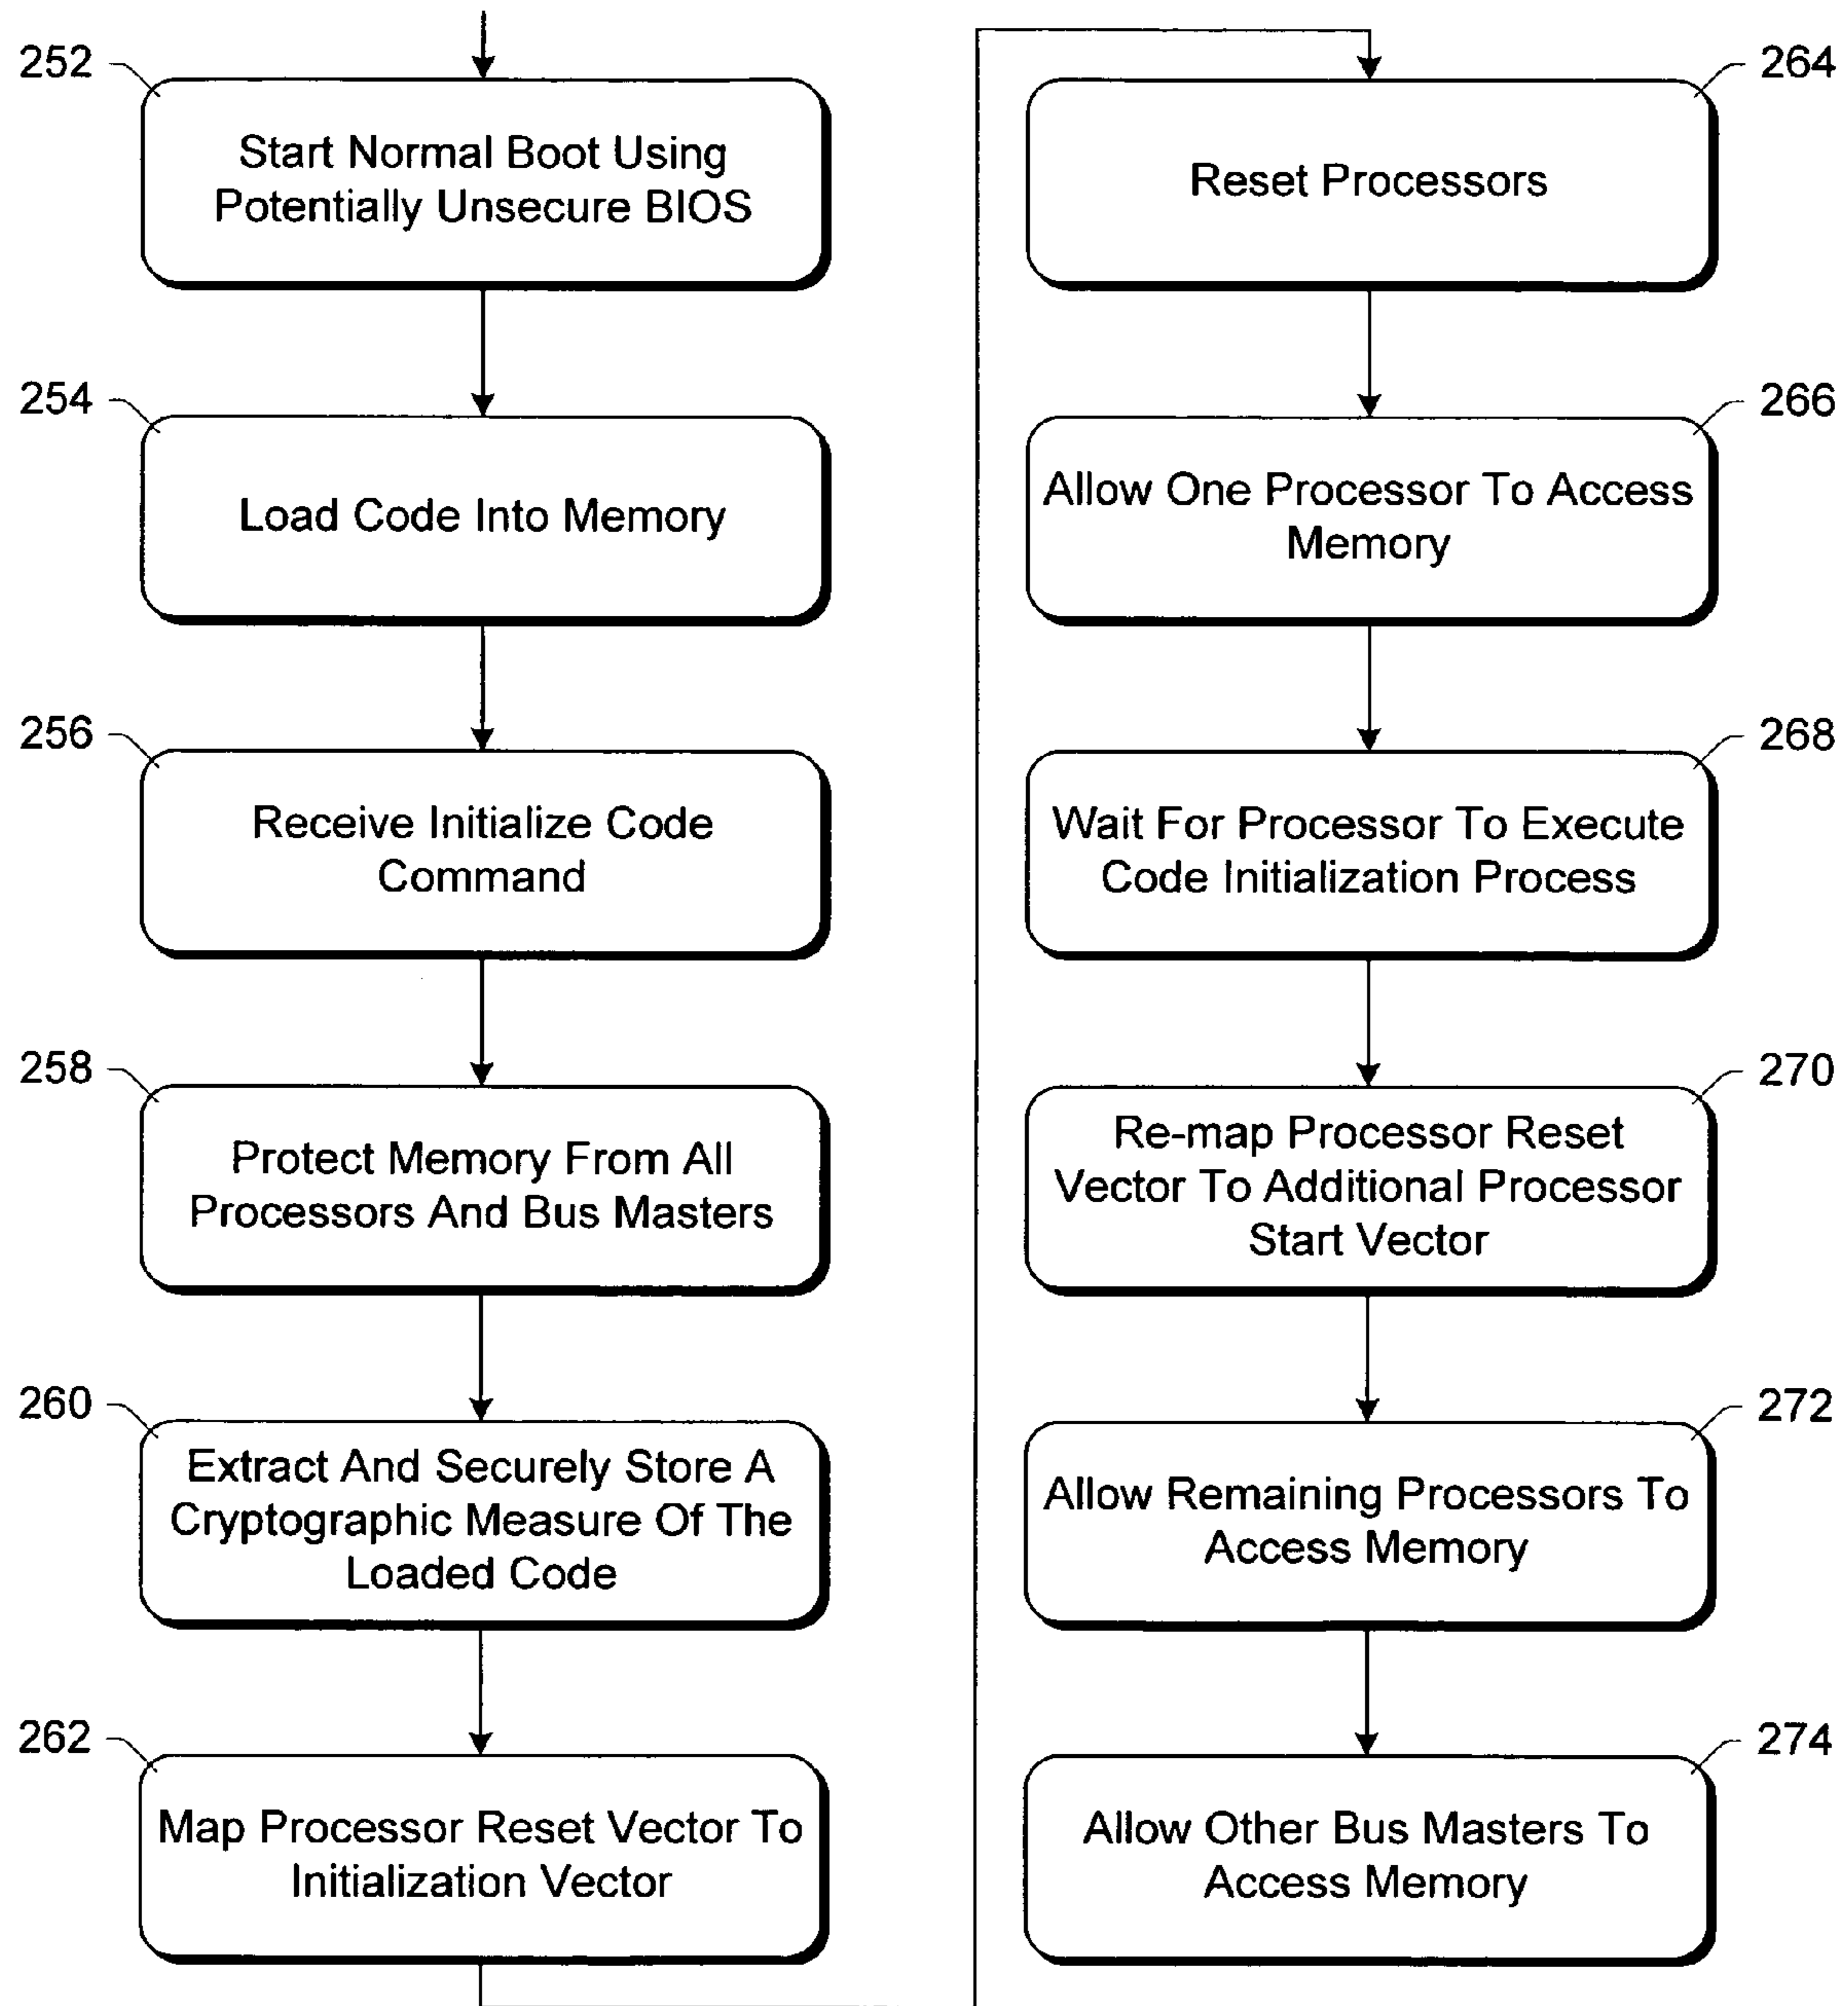 252
Start Normal Boot Using
Potentially Unsecure BIOS
254
Load Code Into Memory
256
Receive Initialize Code
Command
258
Protect Memory From All
Processors And Bus Masters
260
Extract And Securely Store A
Cryptographic Measure Of The
Loaded Code
262
Map Processor Reset Vector To
Initialization Vector
264
Reset Processors
266
Allow One Processor To Access
Memory
268
Wait For Processor To Execute
Code Initialization Process
270
Re-map Processor Reset
Vector To Additional Processor
Start Vector
272
Allow Remaining Processors To
Access Memory
274
Allow Other Bus Masters To
Access Memory